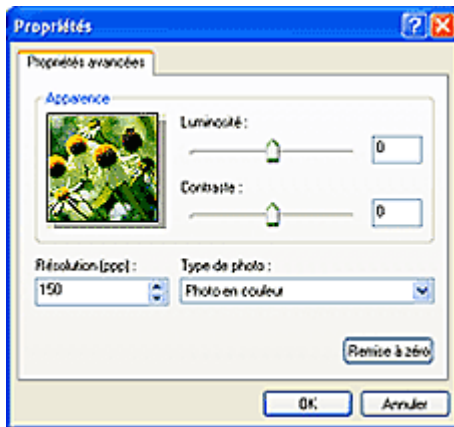 Propriétés
Propriétés avancées
Apparence
Luminosité :
0
Contraste :
0
Résolution (ppp) :
Type de photo :
150
Photo en couleur
Remise à zéro
OK
Annuler